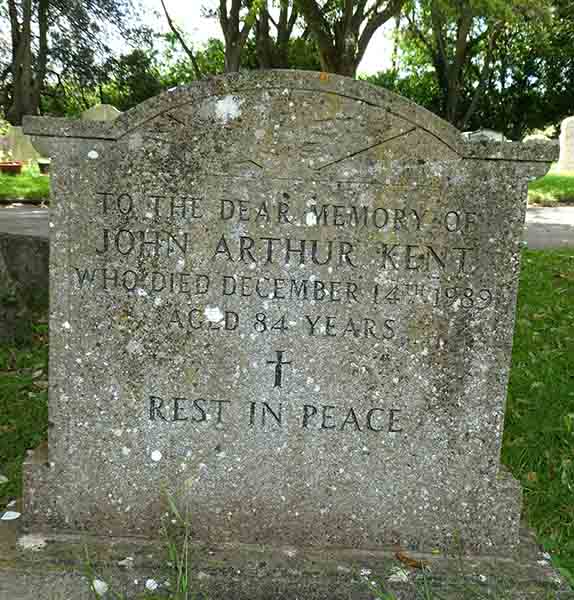 TO THE DEAR MEMORY OF
JOHN ARTHUR KENT
WHO DIED DECEMBER 14TH 1989
AGED 84 YEARS
REST IN PEACE